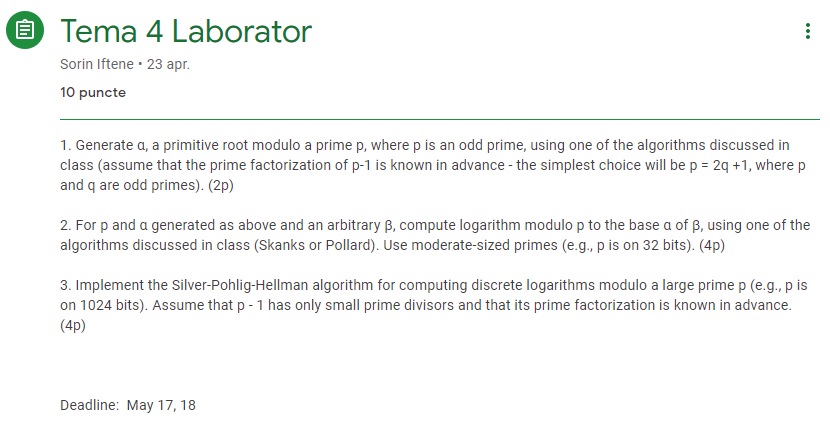 Tema 4 Laborator
Sorin Iftene • 23 apr.
10 puncte
1. Generate α, a primitive root modulo a prime p, where p is an odd prime, using one of the algorithms discussed in
class (assume that the prime factorization of p-1 is known in advance - the simplest choice will be p = 2q +1, where p
and q are odd primes). (2p)
2. For p and α generated as above and an arbitrary β, compute logarithm modulo p to the base α of β, using one of the
algorithms discussed in class (Skanks or Pollard). Use moderate-sized primes (e.g., p is on 32 bits). (4p)
3. Implement the Silver-Pohlig-Hellman algorithm for computing discrete logarithms modulo a large prime p (e.g., p is
on 1024 bits). Assume that p - 1 has only small prime divisors and that its prime factorization is known in advance.
(4p)
Deadline:  May 17, 18